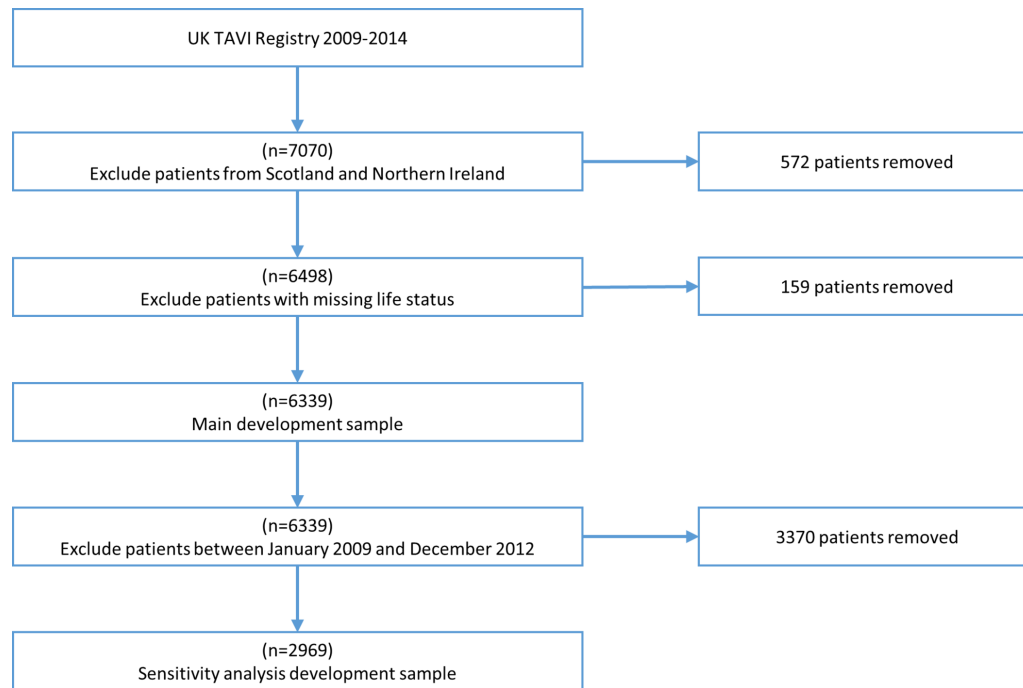 UK TAVI Registry 2009-2014
(n=7070)
Exclude patients from Scotland and Northern Ireland
572 patients removed
(n=6498)
Exclude patients with missing life status
159 patients removed
(n=6339)
Main development sample
(n=6339)
Exclude patients between January 2009 and December 2012
3370 patients removed
(n=2969)
Sensitivity analysis development sample